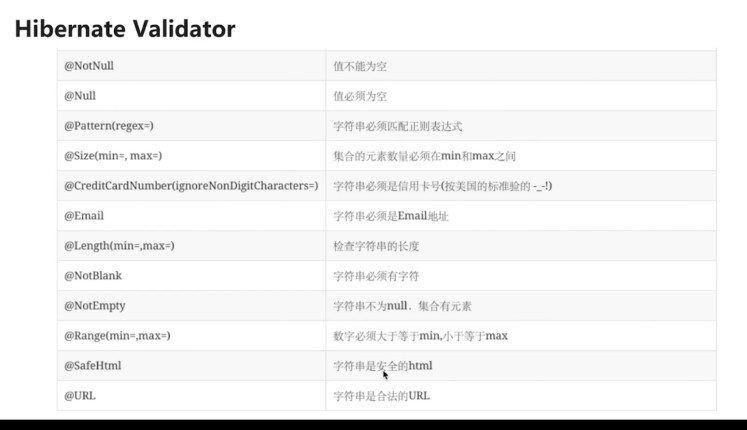 Hibernate Validator
@NotNull 值不能为空
@Null 值必须为空
@Pattern(regex=) 字符串必须匹配正则表达式
@Size(min=, max=) 集合的元素数量必须在min和max之间
@CreditCardNumber(ignoreNonDigitCharacters=) 字符串必须是信用卡号(按美国的标准验的 -_-!)
@Email 字符串必须是Email地址
@Length(min=,max=) 检查字符串的长度
@NotBlank 字符串必须有字符
@NotEmpty 字符串不为null，集合有元素
@Range(min=,max=) 数字必须大于等于min,小于等于max
@SafeHtml 字符串是安全的html
@URL 字符串是合法的URL